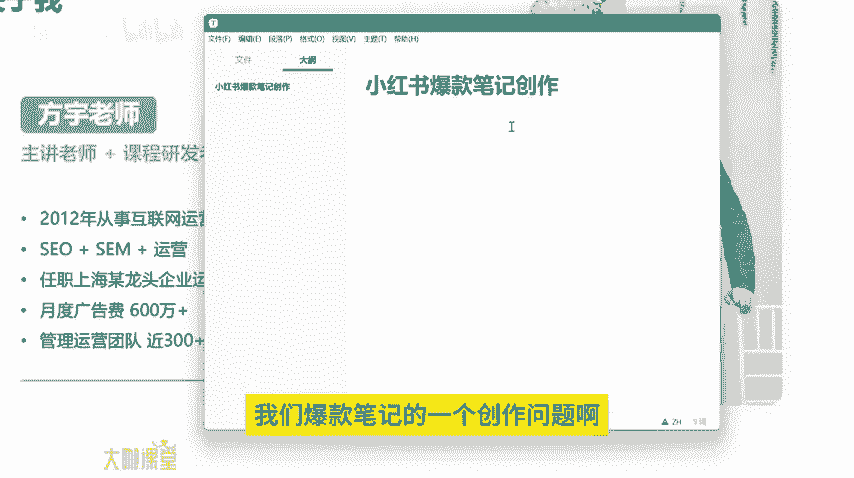 关于我
文件(F) 编辑(E) 段落(P) 格式(O) 视图(V) 主题(T) 帮助(H)
文件 大纲
小红书爆款笔记创作
小红书爆款笔记创作
方宇老师
主讲老师 + 课程研发
2012年从事互联网运营
SEO + SEM + 运营
任职上海某龙头企业运
月度广告费 600万+
管理运营团队 近300+
我们爆款笔记的一个创作问题啊
ZH
课堂